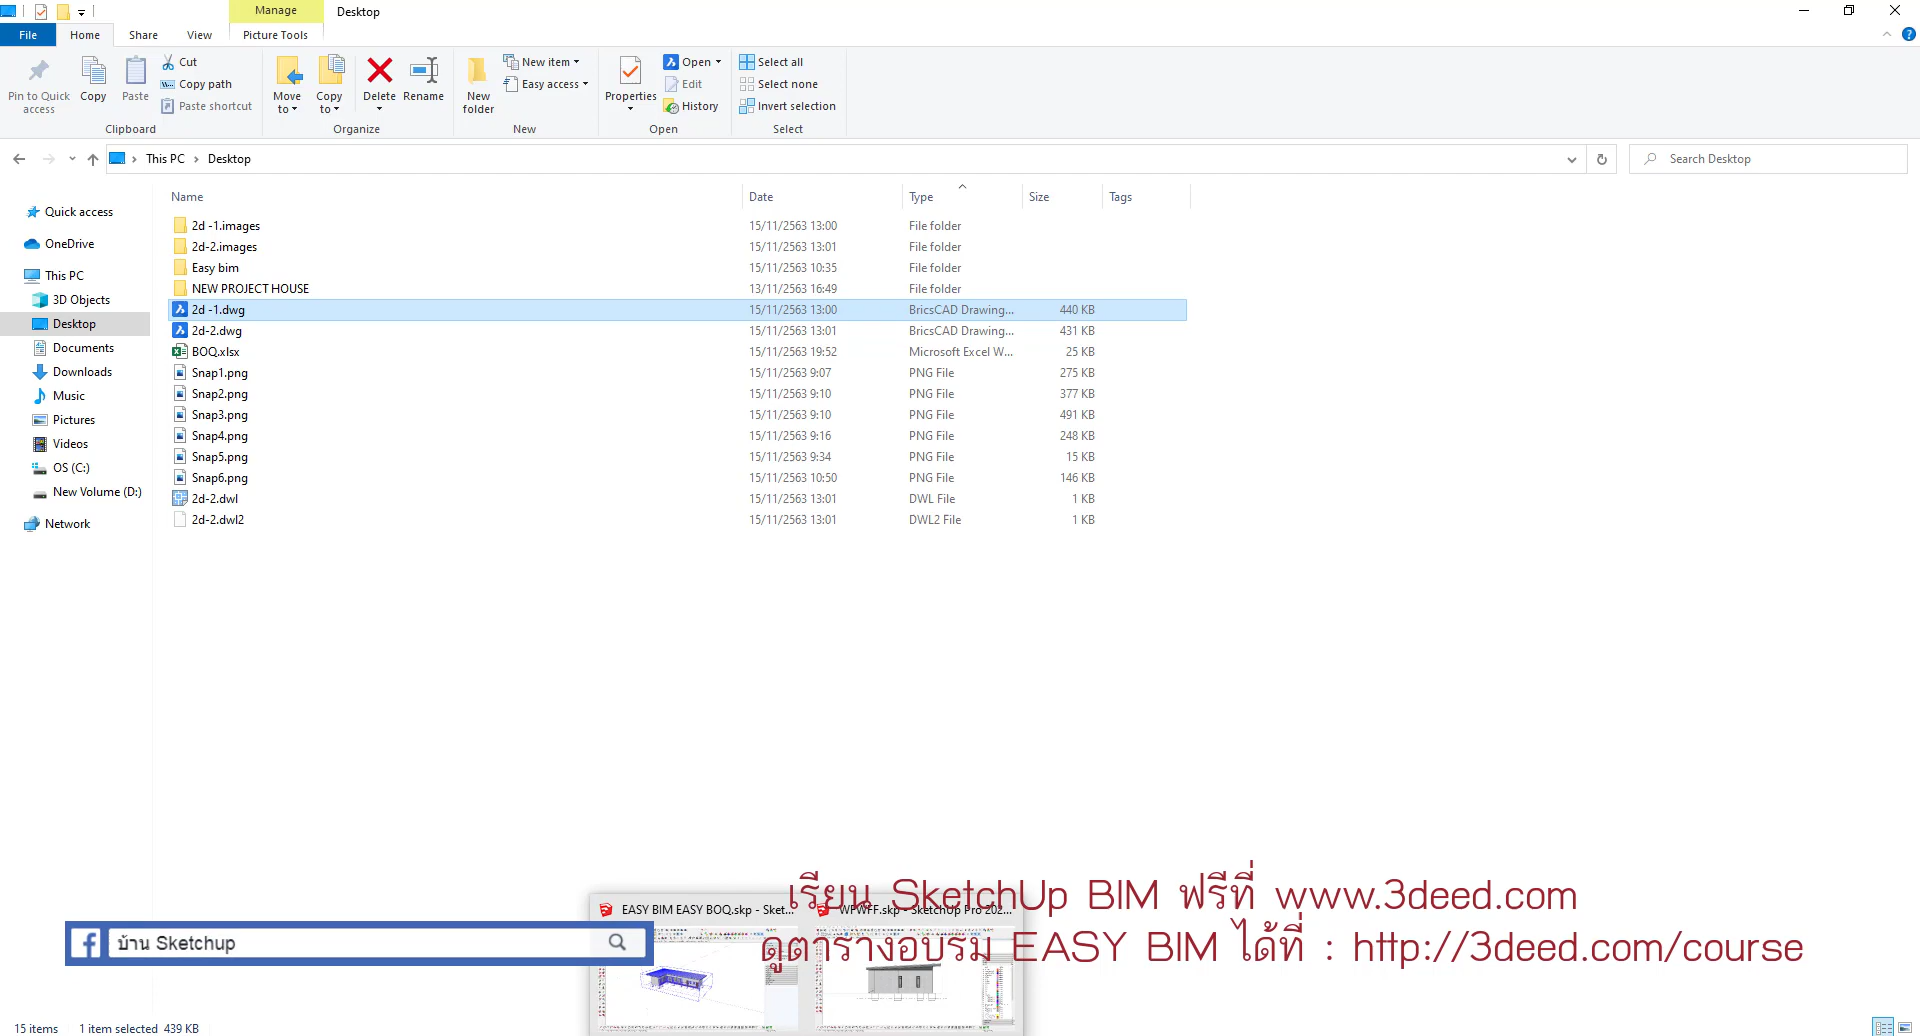 Manage
Desktop
File
Home
Share
View
Picture Tools
Pin to Quick access
Copy
Paste
Cut
Copy path
Paste shortcut
Clipboard
Move to
Copy to
Delete
Rename
Organize
New folder
New item
Easy access
New
Properties
Open
Edit
History
Open
Select all
Select none
Invert selection
Select
This PC
Desktop
Search Desktop
Name Date Type Size Tags
Quick access
OneDrive
This PC
3D Objects
Desktop
Documents
Downloads
Music
Pictures
Videos
OS (C:)
New Volume (D:)
Network
2d -1.images 15/11/2563 13:00 File folder
2d-2.images 15/11/2563 13:01 File folder
Easy bim 15/11/2563 10:35 File folder
NEW PROJECT HOUSE 13/11/2563 16:49 File folder
2d -1.dwg 15/11/2563 13:00 BricsCAD Drawing... 440 KB
2d-2.dwg 15/11/2563 13:01 BricsCAD Drawing... 431 KB
BOQ.xlsx 15/11/2563 19:52 Microsoft Excel W... 25 KB
Snap1.png 15/11/2563 9:07 PNG File 275 KB
Snap2.png 15/11/2563 9:10 PNG File 377 KB
Snap3.png 15/11/2563 9:10 PNG File 491 KB
Snap4.png 15/11/2563 9:16 PNG File 248 KB
Snap5.png 15/11/2563 9:34 PNG File 15 KB
Snap6.png 15/11/2563 10:50 PNG File 146 KB
2d-2.dwl 15/11/2563 13:01 DWL File 1 KB
2d-2.dwl2 15/11/2563 13:01 DWL2 File 1 KB
เรียน SketchUp BIM ฟรีที่ www.3deed.com
EASY BIM EASY BOQ.skp - Sket...
WPWFF.skp - SketchUp Pro 202...
บ้าน Sketchup
ดูตารางอบรม EASY BIM ได้ที่ : http://3deed.com/course
15 items 1 item selected 439 KB